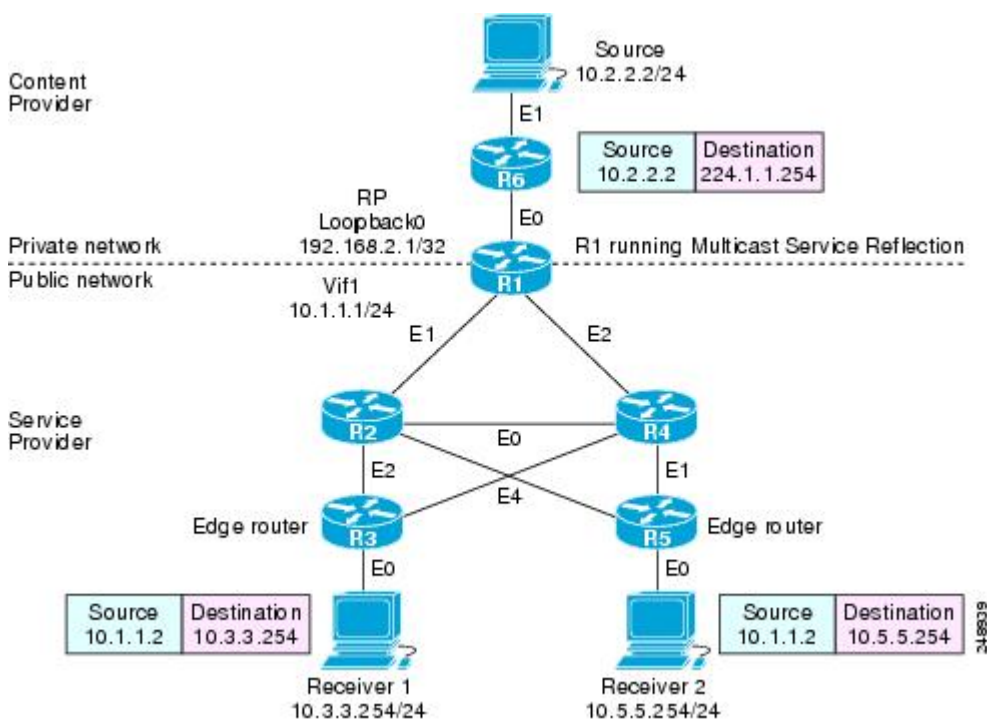 Source
10.2.2.2/24
Content
Provider
E1
Source
10.2.2.2
Destination
224.1.1.254
R6
RP
Loopback0
192.168.2.1/32
E0
Private network
R1 running Multicast Service Reflection
Public network
R1
Vif1
10.1.1.1/24
E1
E2
Service
Provider
R2
R4
E0
E2
E1
E4
Edge router
R3
R5
Edge router
E0
E0
Source
10.1.1.2
Destination
10.3.3.254
Source
10.1.1.2
Destination
10.5.5.254
248939
Receiver 1
10.3.3.254/24
Receiver 2
10.5.5.254/24